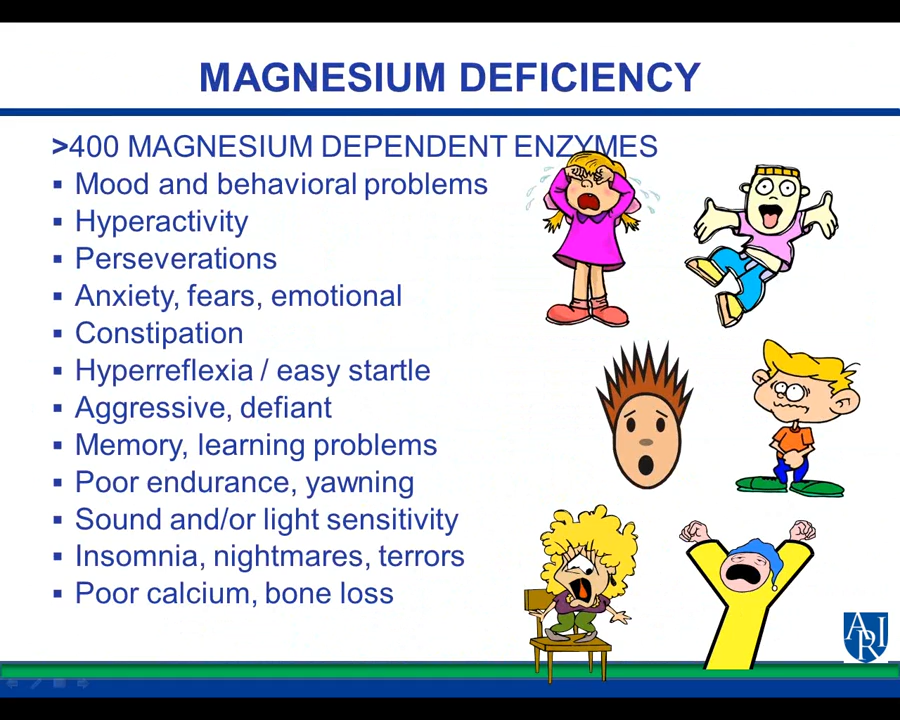 MAGNESIUM DEFICIENCY
>400 MAGNESIUM DEPENDENT ENZYMES
▪ Mood and behavioral problems
▪ Hyperactivity
▪ Perseverations
▪ Anxiety, fears, emotional
▪ Constipation
▪ Hyperreflexia / easy startle
▪ Aggressive, defiant
▪ Memory, learning problems
▪ Poor endurance, yawning
▪ Sound and/or light sensitivity
▪ Insomnia, nightmares, terrors
▪ Poor calcium, bone loss
ARI